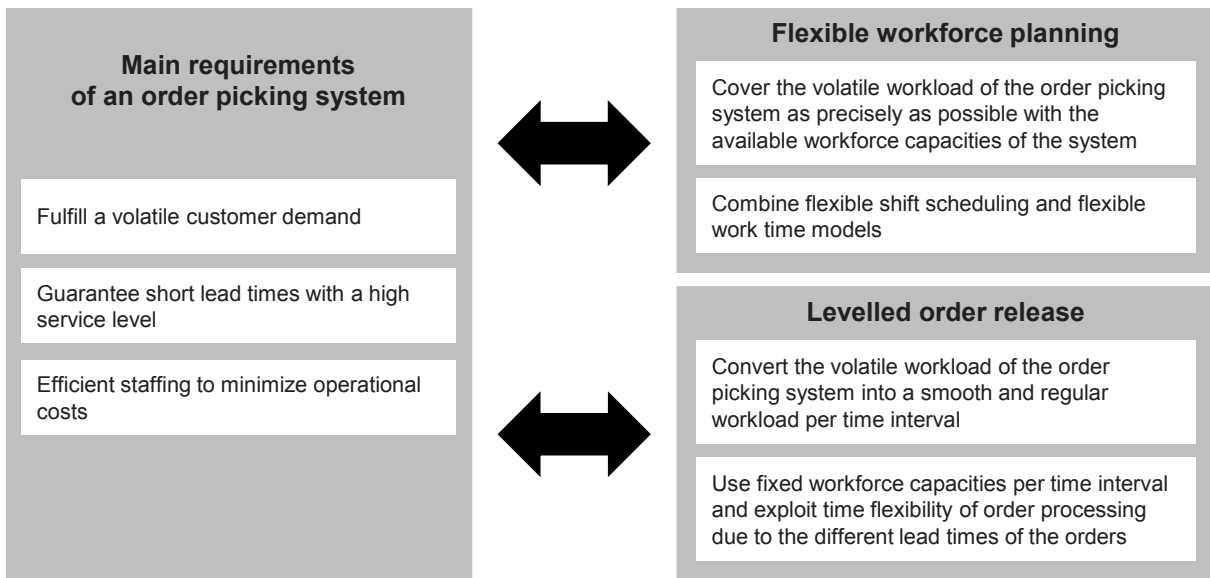 Main requirements
of an order picking system
Fulfill a volatile customer demand
Guarantee short lead times with a high
service level
Efficient staffing to minimize operational
costs
Flexible workforce planning
Cover the volatile workload of the order picking
system as precisely as possible with the
available workforce capacities of the system
Combine flexible shift scheduling and flexible
work time models
Levelled order release
Convert the volatile workload of the order
picking system into a smooth and regular
workload per time interval
Use fixed workforce capacities per time interval
and exploit time flexibility of order processing
due to the different lead times of the orders